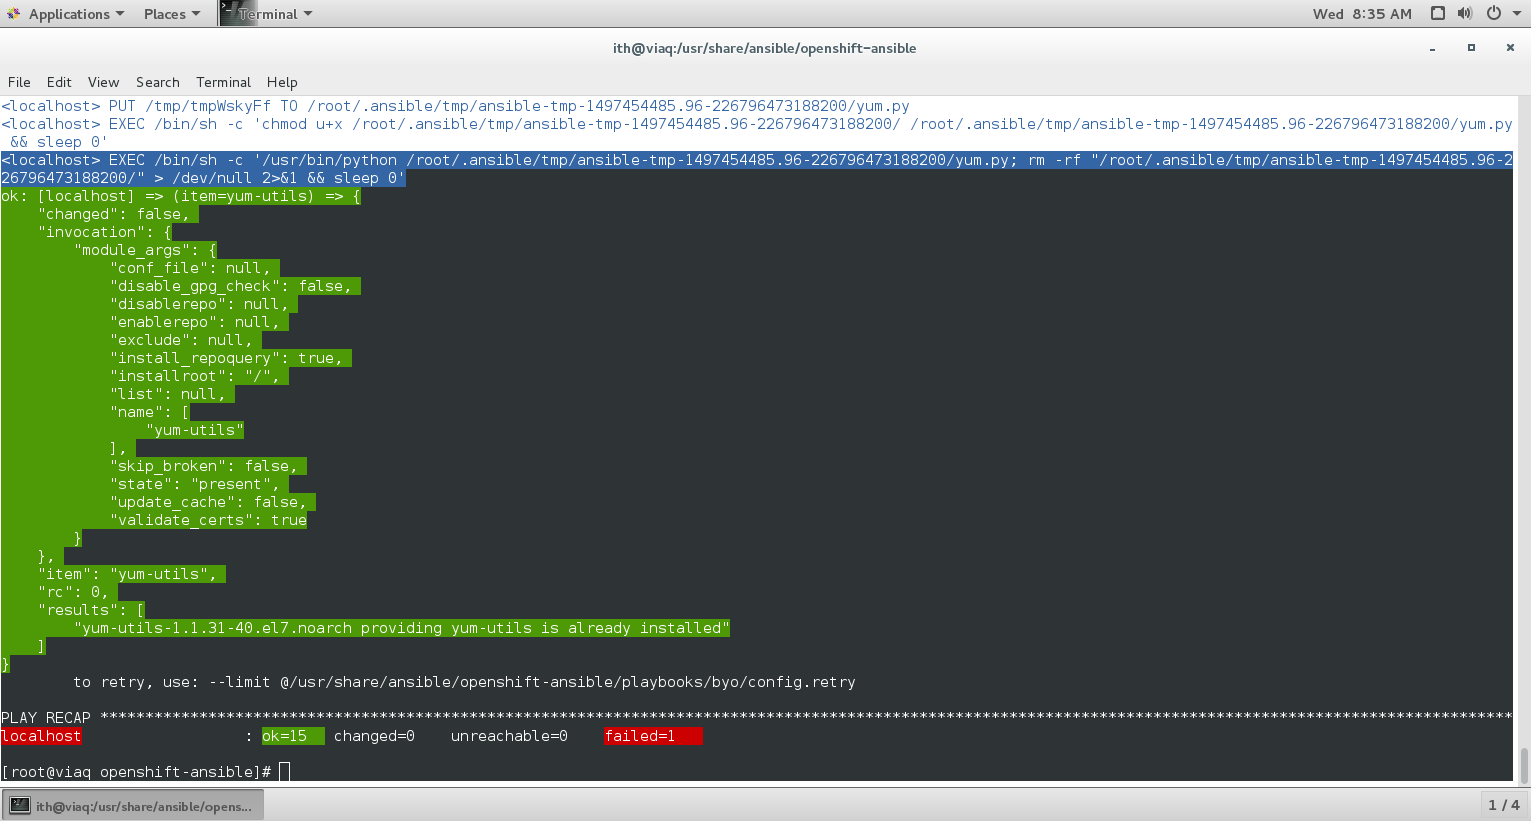 Applications Places Terminal Wed 8:35 AM
ith@viaq:/usr/share/ansible/openshift-ansible
File Edit View Search Terminal Help
<localhost> PUT /tmp/tmpWskyFf TO /root/.ansible/tmp/ansible-tmp-1497454485.96-226796473188200/yum.py
<localhost> EXEC /bin/sh -c 'chmod u+x /root/.ansible/tmp/ansible-tmp-1497454485.96-226796473188200/ /root/.ansible/tmp/ansible-tmp-1497454485.96-226796473188200/yum.py
 && sleep 0'
<localhost> EXEC /bin/sh -c '/usr/bin/python /root/.ansible/tmp/ansible-tmp-1497454485.96-226796473188200/yum.py; rm -rf "/root/.ansible/tmp/ansible-tmp-1497454485.96-2
26796473188200/" > /dev/null 2>&1 && sleep 0'
ok: [localhost] => (item=yum-utils) => {
    "changed": false,
    "invocation": {
        "module_args": {
            "conf_file": null,
            "disable_gpg_check": false,
            "disablerepo": null,
            "enablerepo": null,
            "exclude": null,
            "install_repoquery": true,
            "installroot": "/",
            "list": null,
            "name": [
                "yum-utils"
            ],
            "skip_broken": false,
            "state": "present",
            "update_cache": false,
            "validate_certs": true
        }
    },
    "item": "yum-utils",
    "rc": 0,
    "results": [
        "yum-utils-1.1.31-40.el7.noarch providing yum-utils is already installed"
    ]
}
        to retry, use: --limit @/usr/share/ansible/openshift-ansible/playbooks/byo/config.retry
PLAY RECAP *************************************************************************************************************************************************************
localhost                  : ok=15   changed=0    unreachable=0    failed=1
[root@viaq openshift-ansible]#
ith@viaq:/usr/share/ansible/opens... 1 / 4